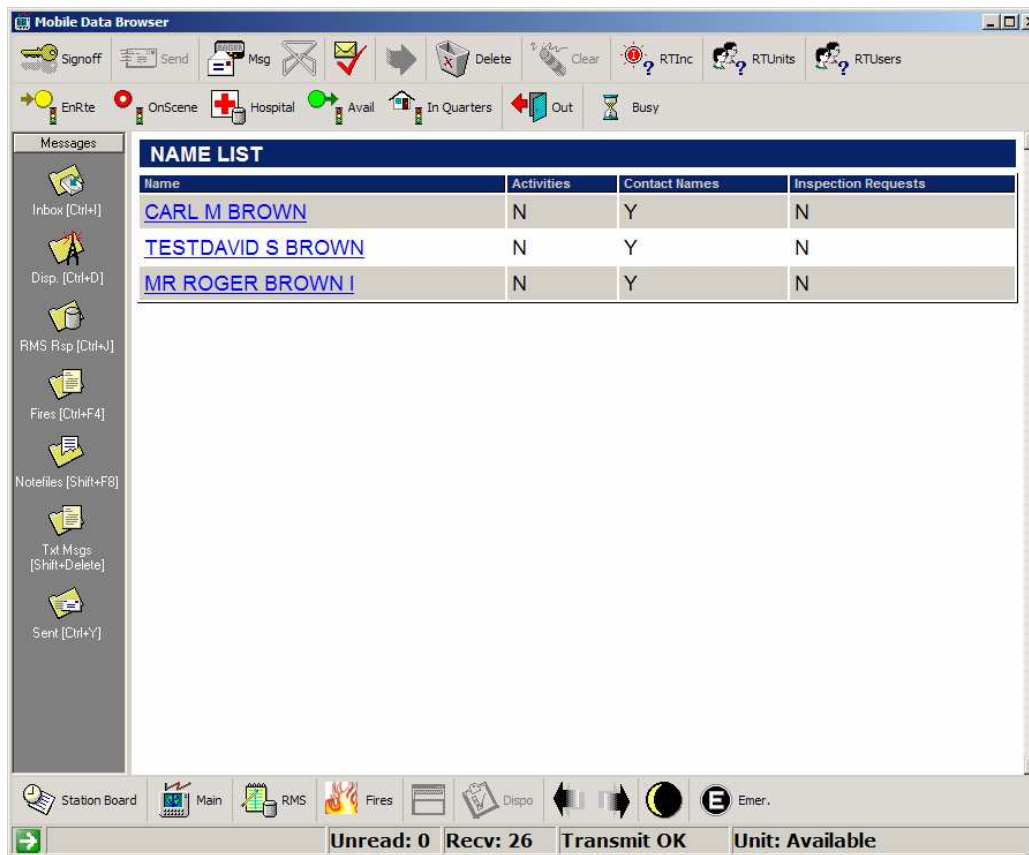 Mobile Data Browser
Signoff Send Msg Delete Clear RTInc RTUnits RTUsers
EnRte OnScene Hospital Avail In Quarters Out Busy
Messages
Inbox [Ctrl+I]
Disp. [Ctrl+D]
RMS Rsp [Ctrl+J]
Fires [Ctrl+F4]
Notefiles [Shift+F8]
Txt Msgs
[Shift+Delete]
Sent [Ctrl+Y]
NAME LIST
Name Activities Contact Names Inspection Requests
CARL M BROWN N Y N
TESTDAVID S BROWN N Y N
MR ROGER BROWN I N Y N
Station Board Main RMS Fires Dispo E Emer.
Unread: 0 Recv: 26 Transmit OK Unit: Available